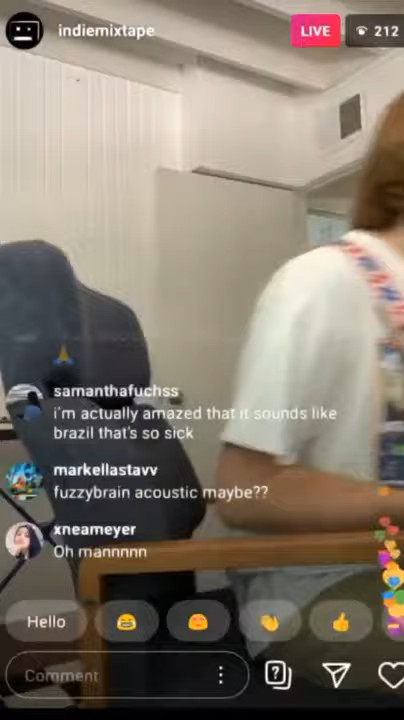 indiemixtape
LIVE
212
samanthafuchss
i'm actually amazed that it sounds like
brazil that's so sick
markellastavv
fuzzybrain acoustic maybe??
xneameyer
Oh mannnnn
Hello
Comment